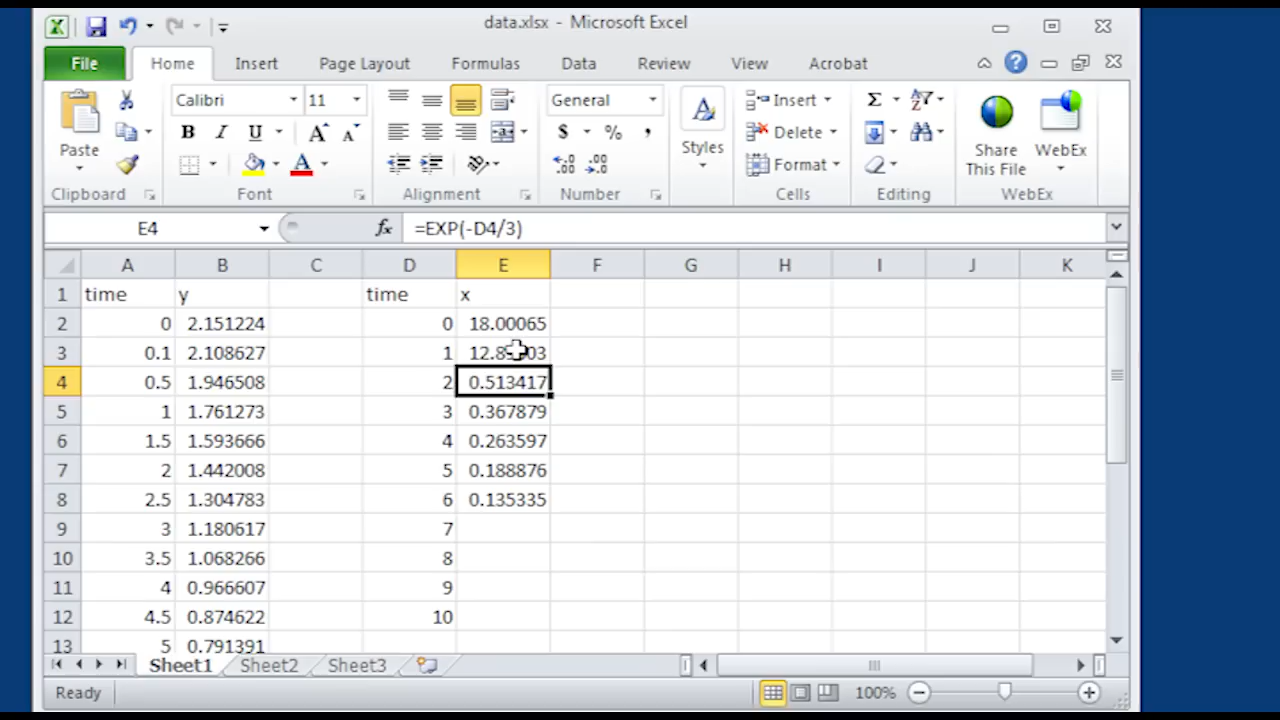 data.xlsx - Microsoft Excel
File Home Insert Page Layout Formulas Data Review View Acrobat
Calibri 11 General Insert Σ
B I U A A $ % , Delete
Paste A Styles Format Share This File WebEx
Clipboard Font Alignment Number Cells Editing WebEx
E4 fx =EXP(-D4/3)
A B C D E F G H I J K
1 time y time x
2 0 2.151224 0 18.00065
3 0.1 2.108627 1
4 0.5 1.946508 2 0.513417
5 1 1.761273 3 0.367879
6 1.5 1.593666 4 0.263597
7 2 1.442008 5 0.188876
8 2.5 1.304783 6 0.135335
9 3 1.180617 7
10 3.5 1.068266 8
11 4 0.966607 9
12 4.5 0.874622 10
13 5 0.791391
Sheet1 Sheet2 Sheet3
Ready 100%